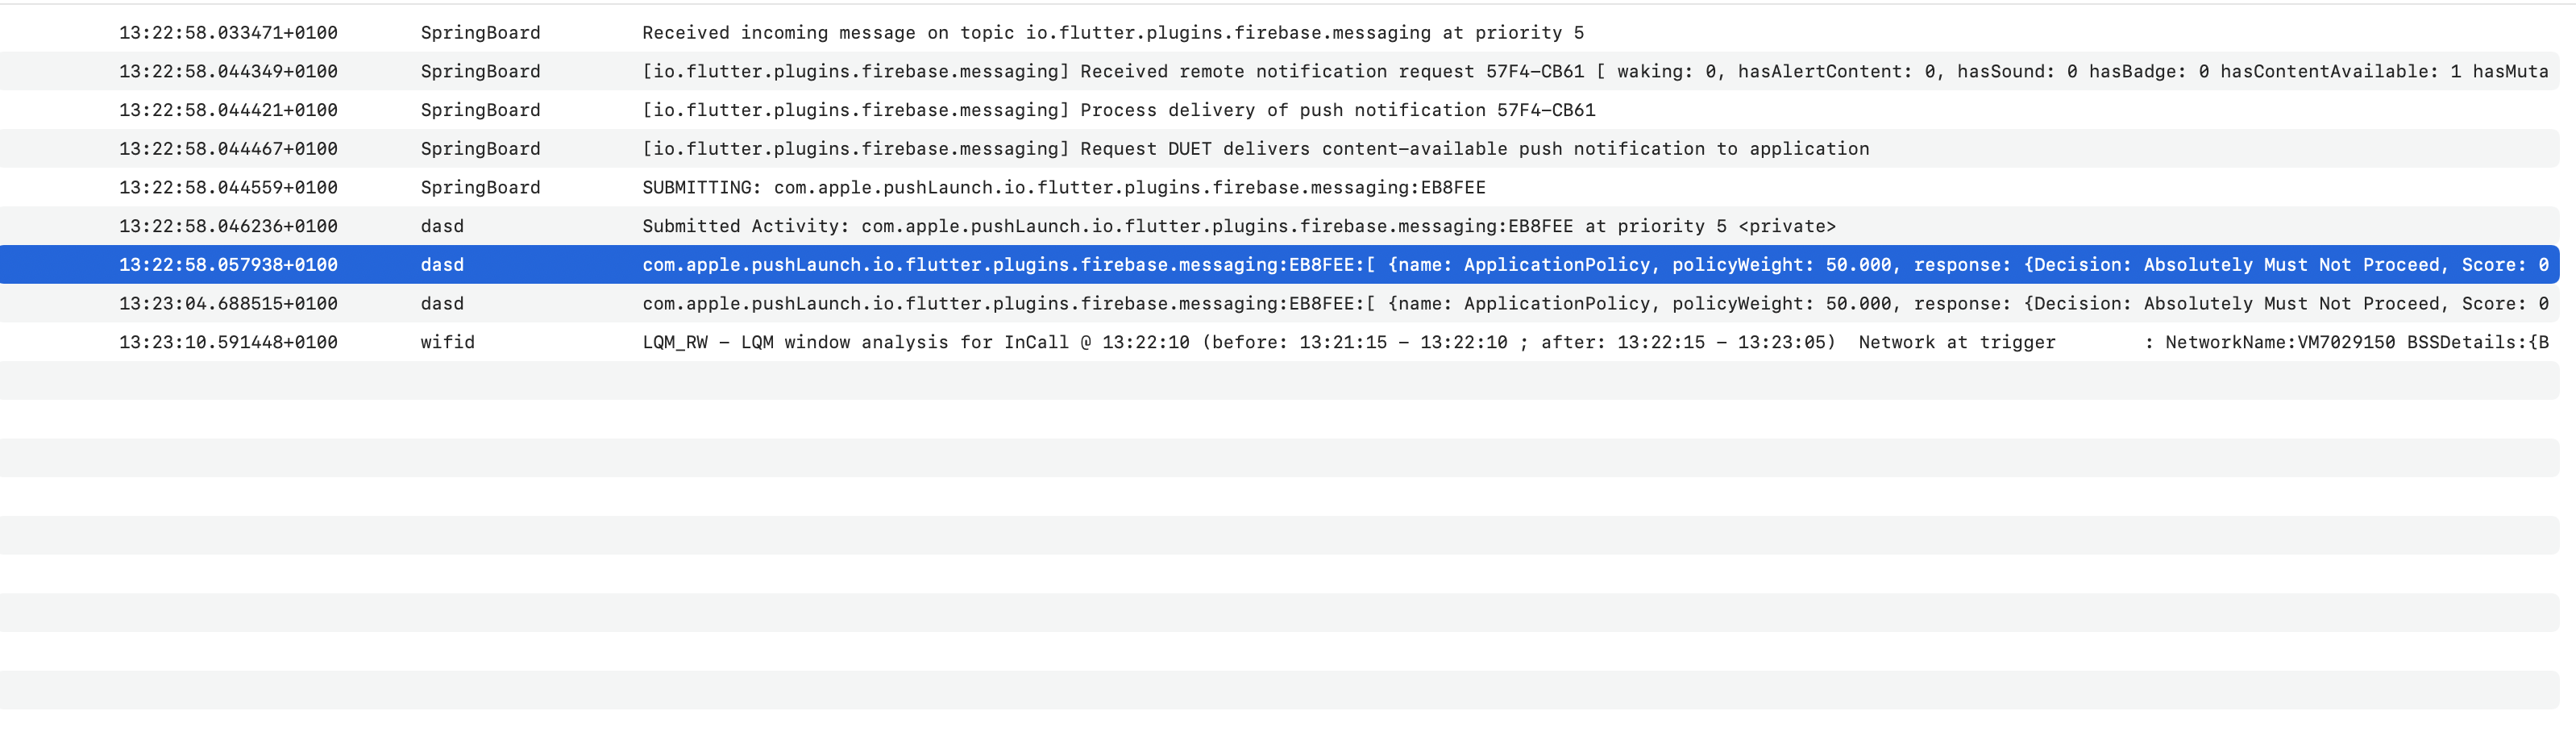 13:22:58.033471+0100 SpringBoard Received incoming message on topic io.flutter.plugins.firebase.messaging at priority 5
13:22:58.044349+0100 SpringBoard [io.flutter.plugins.firebase.messaging] Received remote notification request 57F4-CB61 [ waking: 0, hasAlertContent: 0, hasSound: 0 hasBadge: 0 hasContentAvailable: 1 hasMuta
13:22:58.044421+0100 SpringBoard [io.flutter.plugins.firebase.messaging] Process delivery of push notification 57F4-CB61
13:22:58.044467+0100 SpringBoard [io.flutter.plugins.firebase.messaging] Request DUET delivers content-available push notification to application
13:22:58.044559+0100 SpringBoard SUBMITTING: com.apple.pushLaunch.io.flutter.plugins.firebase.messaging:EB8FEE
13:22:58.046236+0100 dasd Submitted Activity: com.apple.pushLaunch.io.flutter.plugins.firebase.messaging:EB8FEE at priority 5 <private>
13:22:58.057938+0100 dasd com.apple.pushLaunch.io.flutter.plugins.firebase.messaging:EB8FEE:[ {name: ApplicationPolicy, policyWeight: 50.000, response: {Decision: Absolutely Must Not Proceed, Score: 0
13:23:04.688515+0100 dasd com.apple.pushLaunch.io.flutter.plugins.firebase.messaging:EB8FEE:[ {name: ApplicationPolicy, policyWeight: 50.000, response: {Decision: Absolutely Must Not Proceed, Score: 0
13:23:10.591448+0100 wifid LQM_RW - LQM window analysis for InCall @ 13:22:10 (before: 13:21:15 - 13:22:10 ; after: 13:22:15 - 13:23:05) Network at trigger : NetworkName:VM7029150 BSSDetails:{B